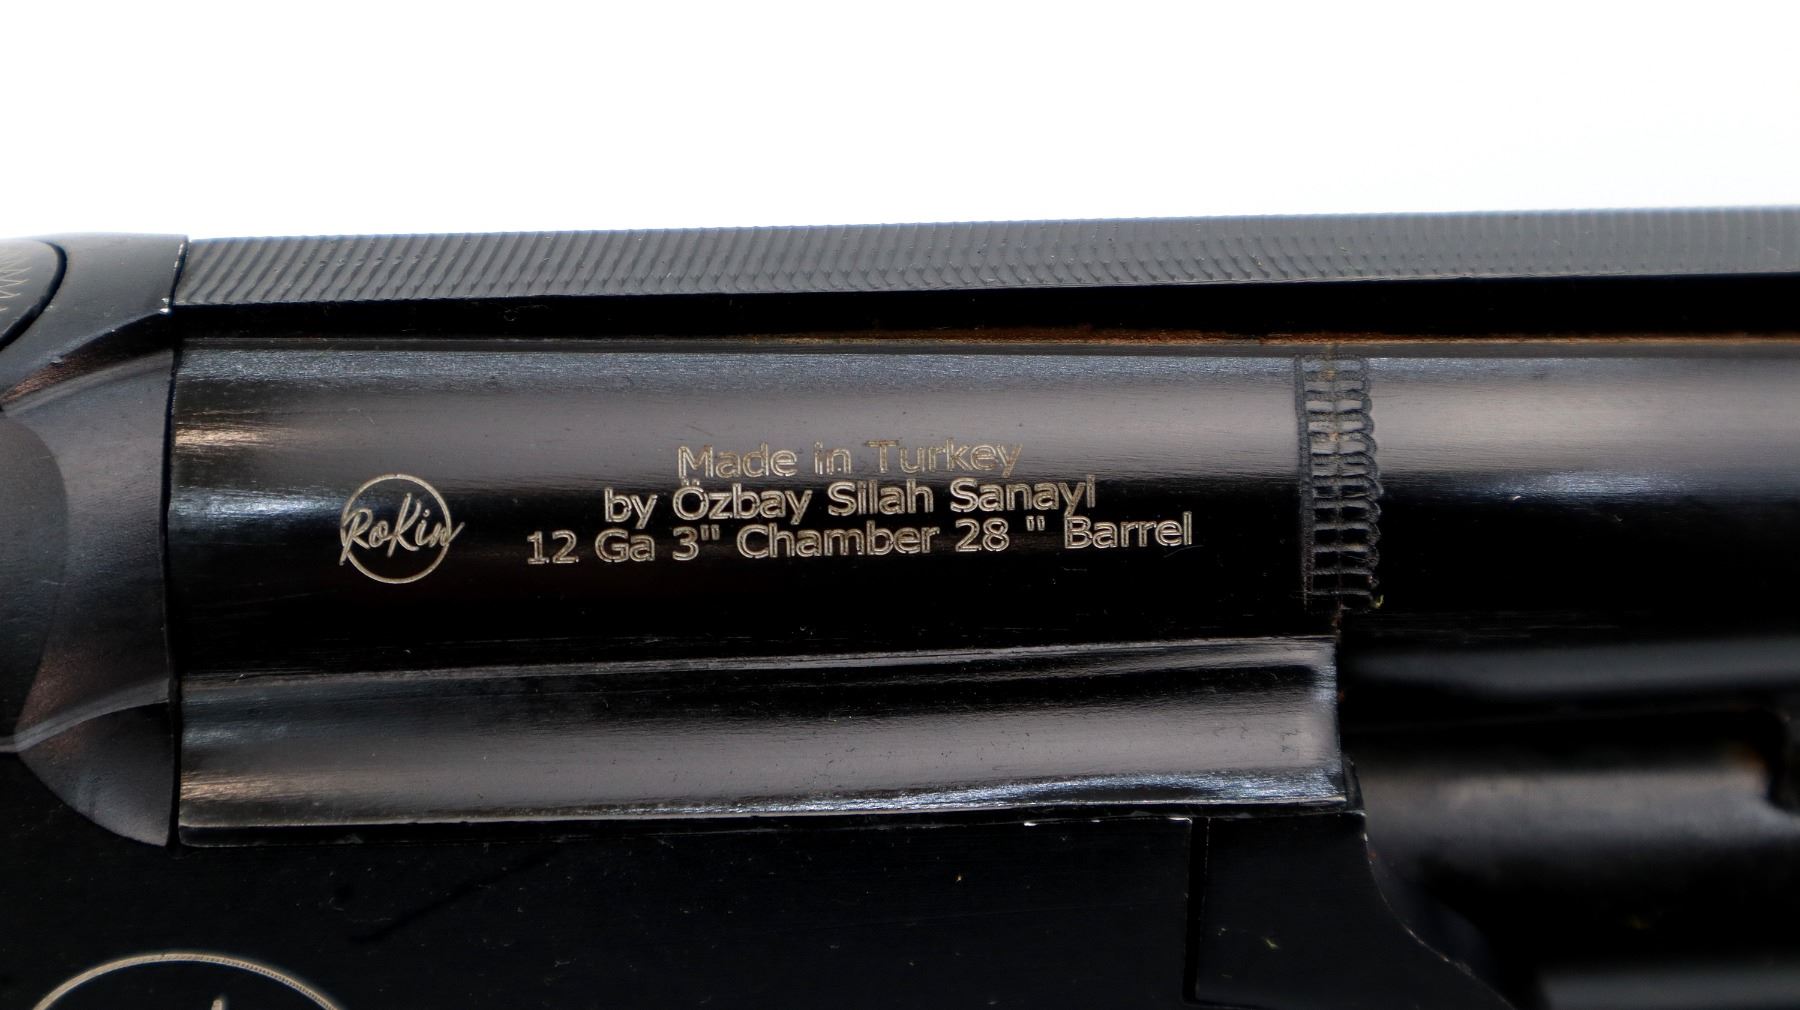 RoKin
Made in Turkey
by Özbay Silah Sanayi
12 Ga 3" Chamber 28 " Barrel